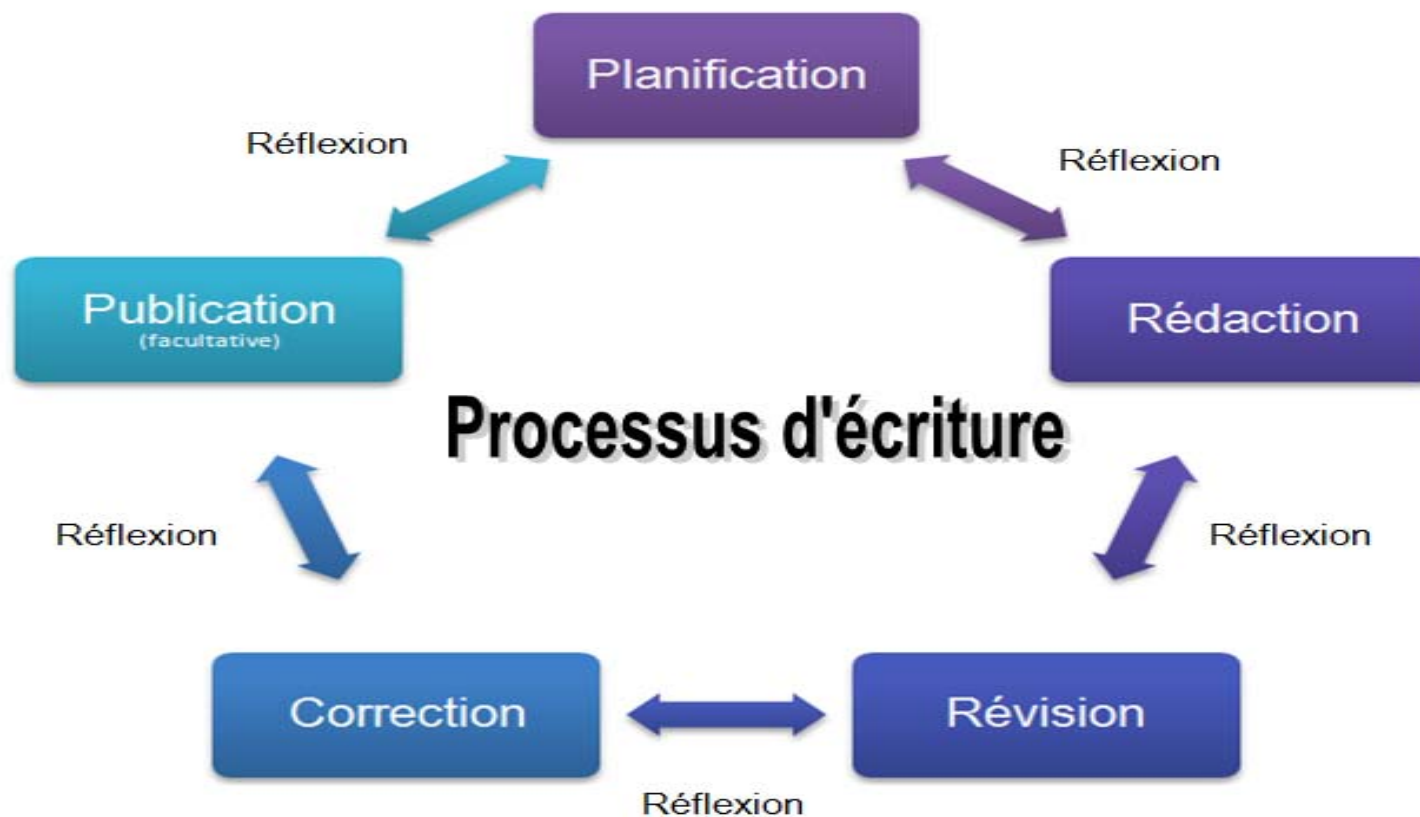 Planification
Réflexion
Réflexion
Publication
(facultative)
Rédaction
Processus d'écriture
Réflexion
Réflexion
Correction
Révision
Réflexion